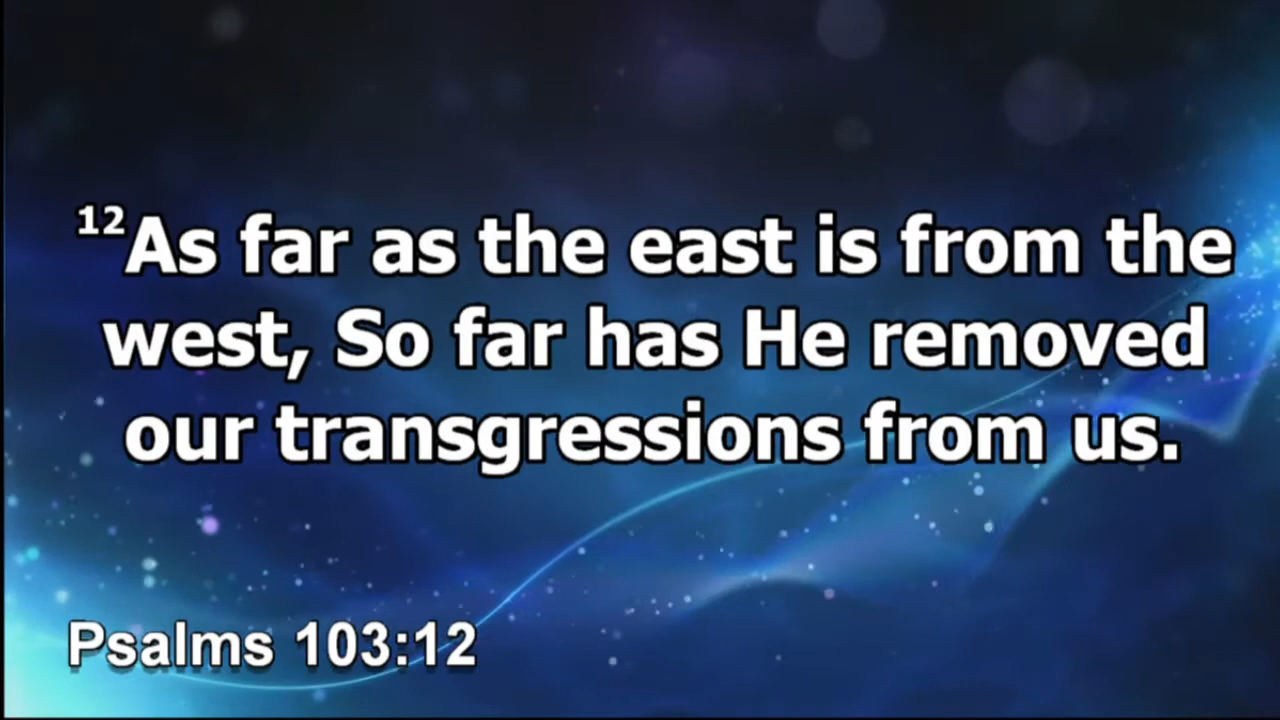 12As far as the east is from the
west, So far has He removed
our transgressions from us.
Psalms 103:12